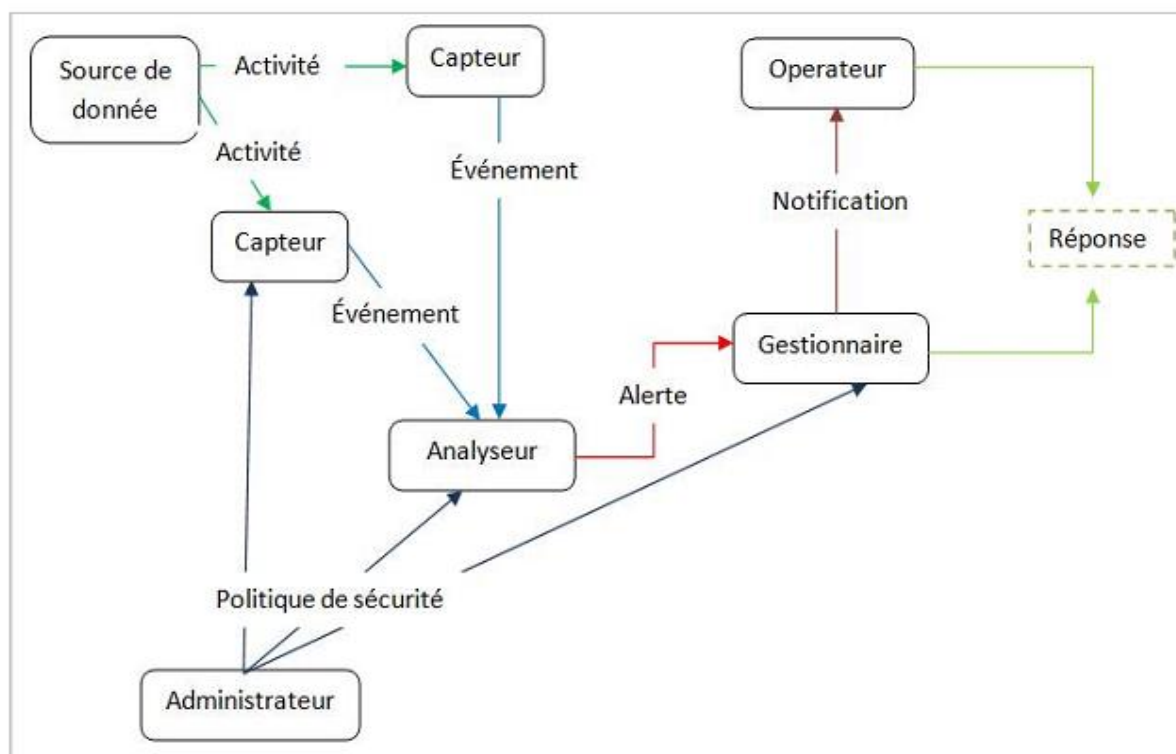 Source de
donnée
Activité
Capteur
Operateur
Activité
Événement
Notification
Capteur
Réponse
Événement
Gestionnaire
Alerte
Analyseur
Politique de sécurité
Administrateur